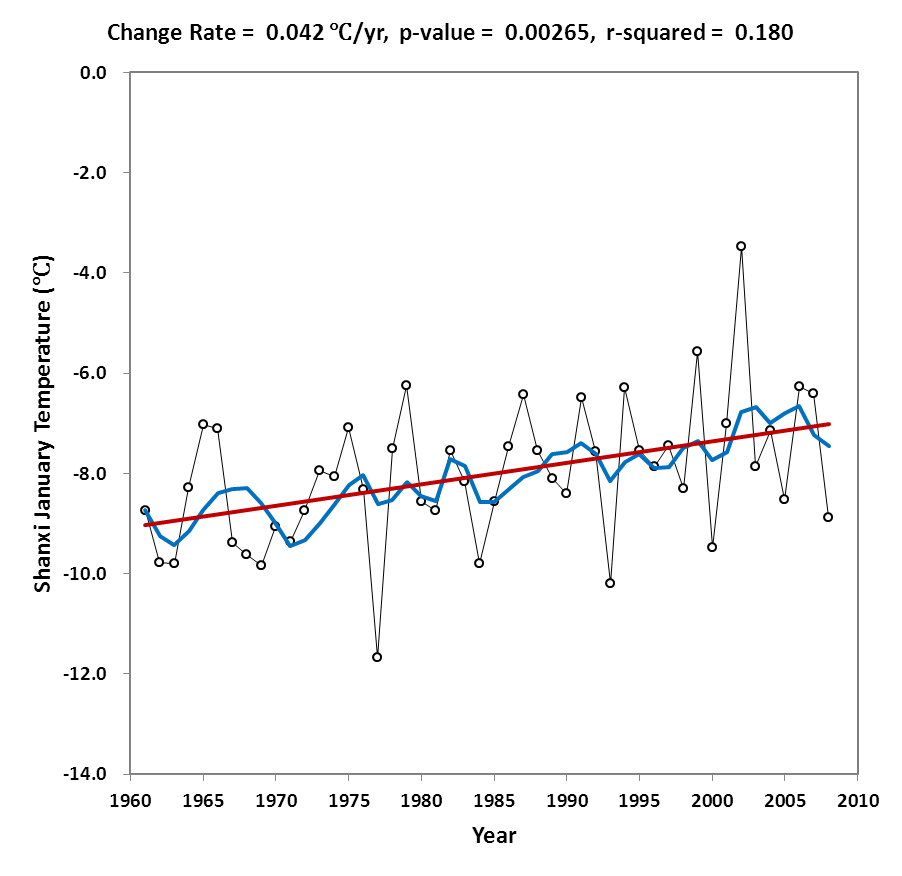 Change Rate = 0.042 ℃/yr, p-value = 0.00265, r-squared = 0.180
0.0
-2.0
-4.0
-6.0
-8.0
-10.0
-12.0
-14.0
Shanxi January Temperature (℃)
1960 1965 1970 1975 1980 1985 1990 1995 2000 2005 2010
Year